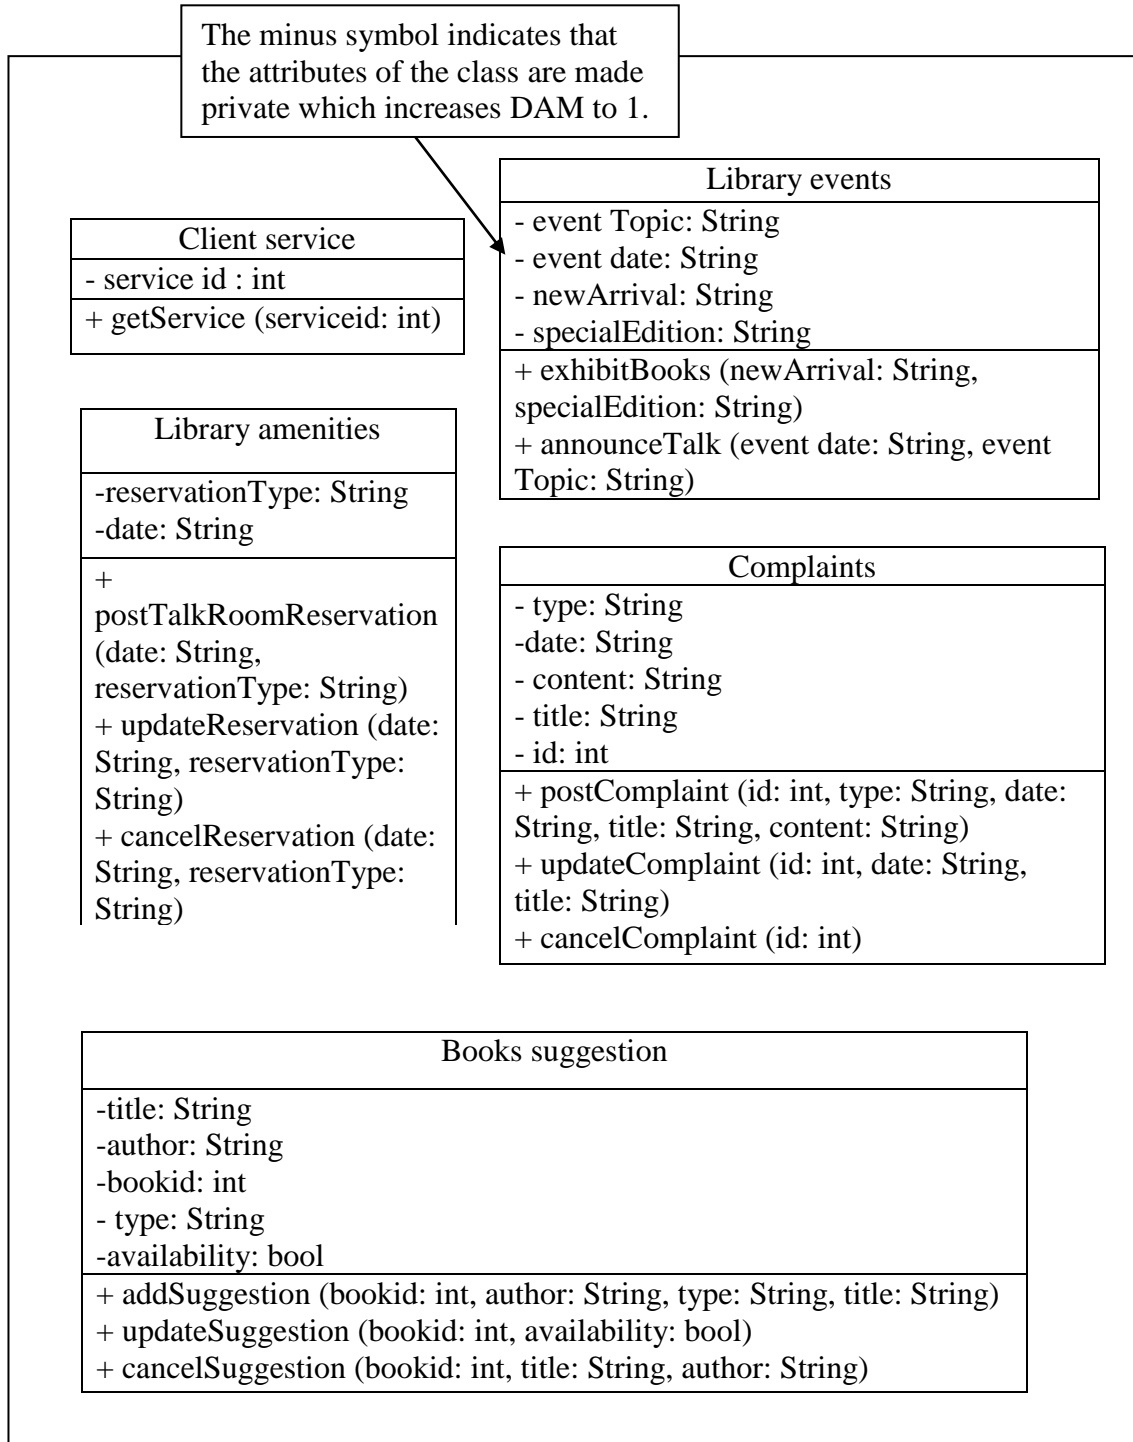 The minus symbol indicates that
the attributes of the class are made
private which increases DAM to 1.
Client service
- service id : int
+ getService (serviceid: int)
Library events
- event Topic: String
- event date: String
- newArrival: String
- specialEdition: String
+ exhibitBooks (newArrival: String,
specialEdition: String)
+ announceTalk (event date: String, event
Topic: String)
Library amenities
-reservationType: String
-date: String
+
postTalkRoomReservation
(date: String,
reservationType: String)
+ updateReservation (date:
String, reservationType:
String)
+ cancelReservation (date:
String, reservationType:
String)
Complaints
- type: String
-date: String
- content: String
- title: String
- id: int
+ postComplaint (id: int, type: String, date:
String, title: String, content: String)
+ updateComplaint (id: int, date: String,
title: String)
+ cancelComplaint (id: int)
Books suggestion
-title: String
-author: String
-bookid: int
- type: String
-availability: bool
+ addSuggestion (bookid: int, author: String, type: String, title: String)
+ updateSuggestion (bookid: int, availability: bool)
+ cancelSuggestion (bookid: int, title: String, author: String)